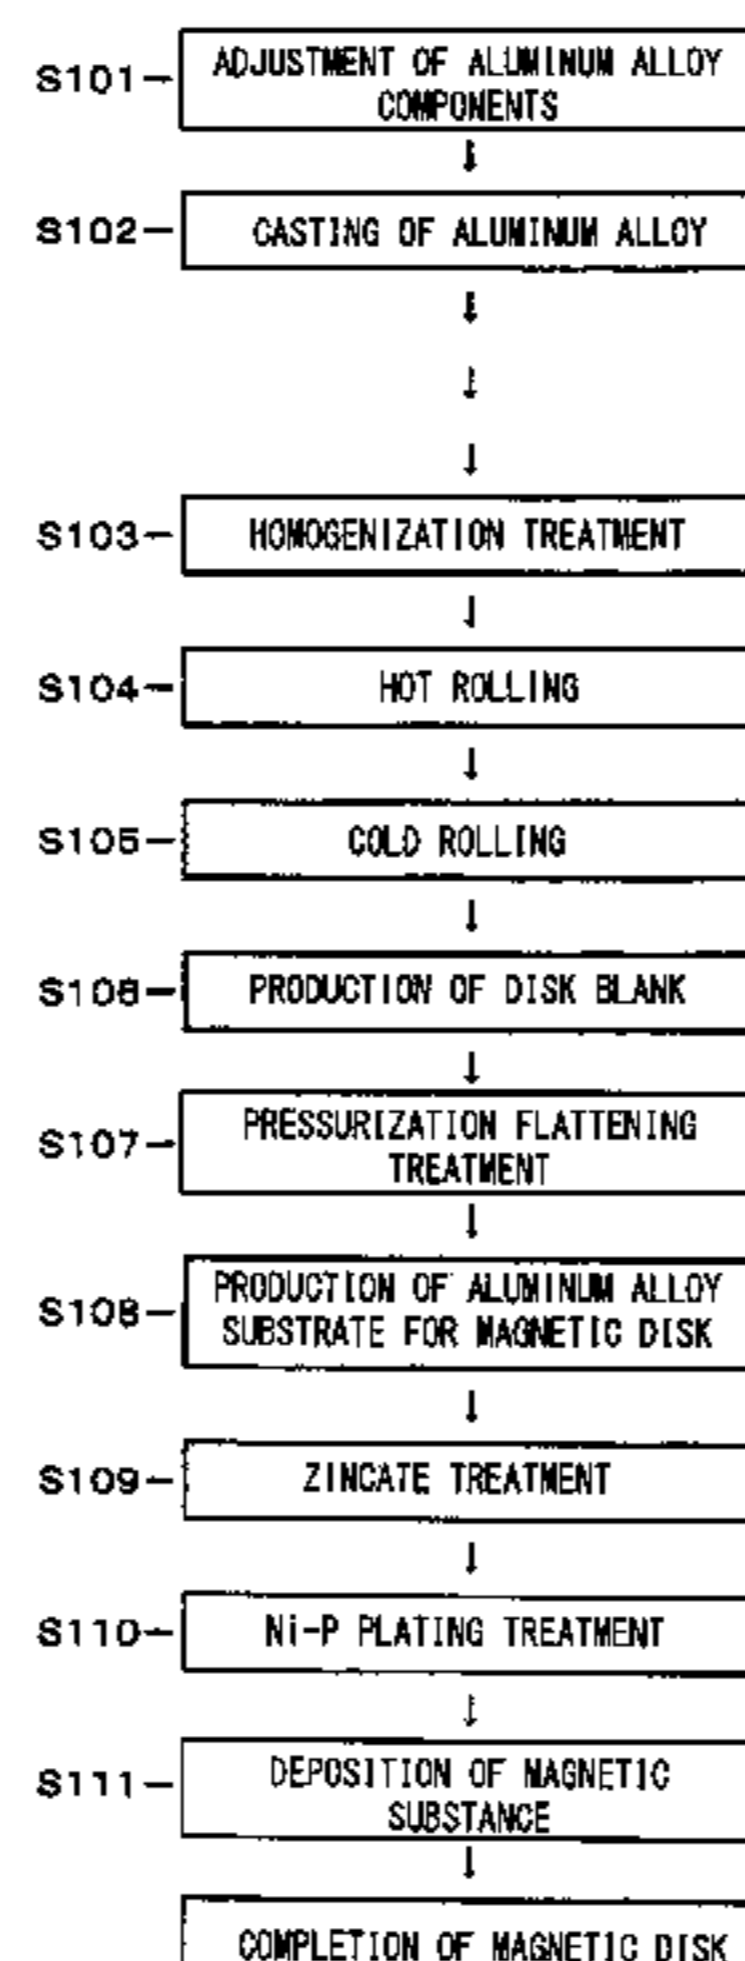 S101
ADJUSTMENT OF ALUMINUM ALLOY
COMPONENTS
S102
CASTING OF ALUMINUM ALLOY
S103
HOMOGENIZATION TREATMENT
S104
HOT ROLLING
S105
COLD ROLLING
S106
PRODUCTION OF DISK BLANK
S107
PRESSURIZATION FLATTENING
TREATMENT
S108
PRODUCTION OF ALUMINUM ALLOY
SUBSTRATE FOR MAGNETIC DISK
S109
ZINCATE TREATMENT
S110
Ni-P PLATING TREATMENT
S111
DEPOSITION OF MAGNETIC
SUBSTANCE
COMPLETION OF MAGNETIC DISK